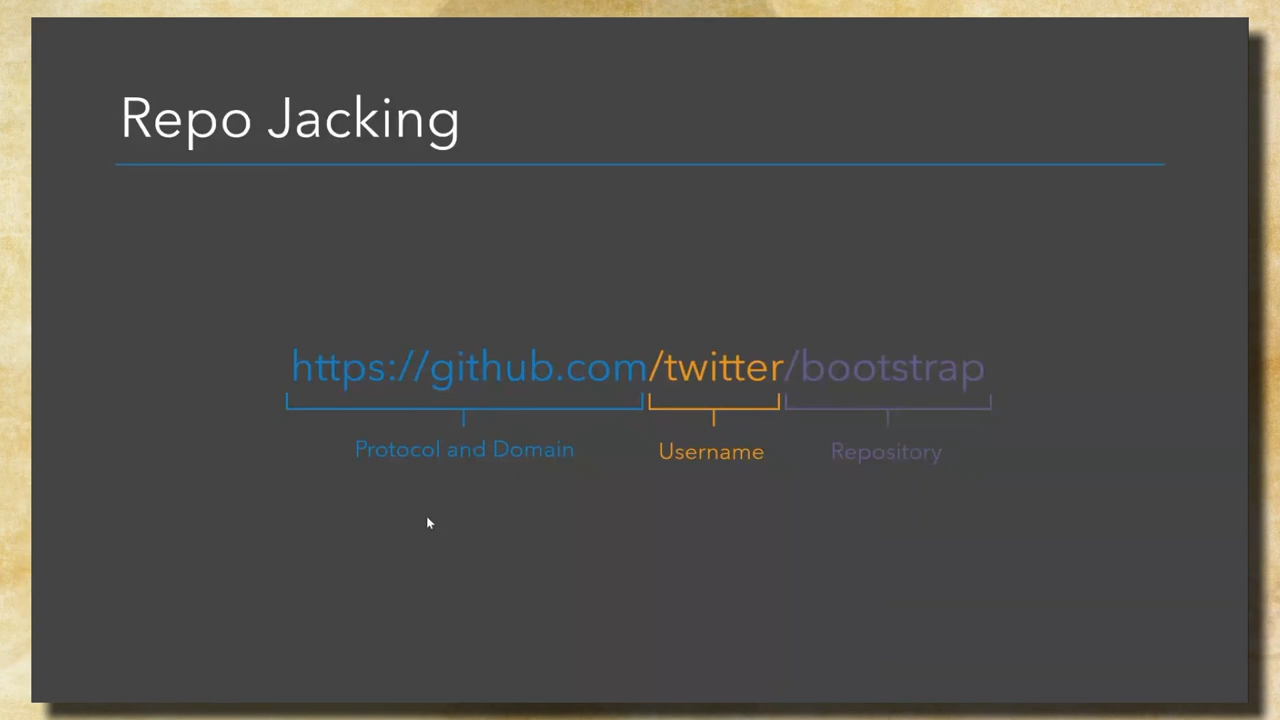 Repo Jacking
https://github.com/twitter/bootstrap
Protocol and Domain
Username
Repository